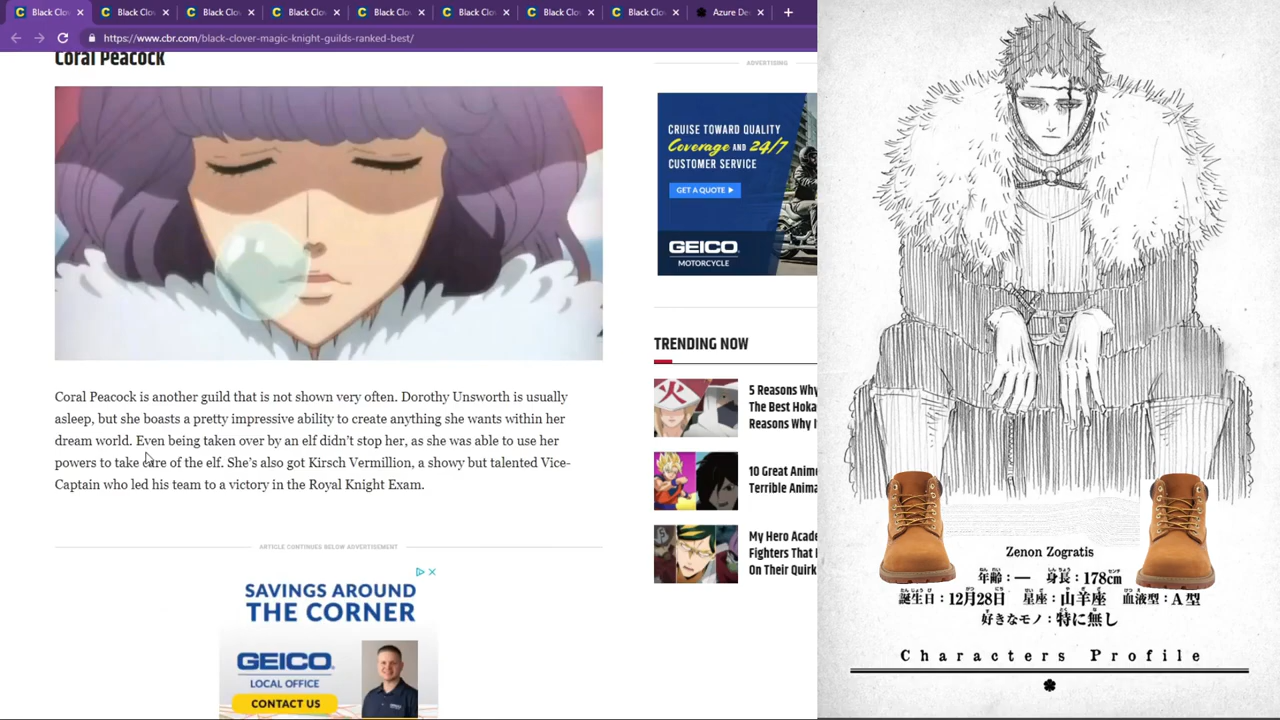 Clo
Black Clo
Black Clo
Black Clo
Black Clo
Black Clo
Black Clo
Azure De
https://www.cbr.com/black-clover-magic-knight-guilds-ranked-best/
Coral Peacock
Coral Peacock is another guild that is not shown very often. Dorothy Unsworth is usually
asleep, but she boasts a pretty impressive ability to create anything she wants within her
dream world. Even being taken over by an elf didn't stop her, as she was able to use her
powers to take care of the elf. She's also got Kirsch Vermillion, a showy but talented Vice-
Captain who led his team to a victory in the Royal Knight Exam.
ARTICLE CONTINUES BELOW ADVERTISEMENT
SAVINGS AROUND
THE CORNER
GEICO
LOCAL OFFICE
CONTACT US
ADVERTISING
CRUISE TOWARD QUALITY
Coverage AND 24/7
CUSTOMER SERVICE
GET A QUOTE
GEICO
MOTORCYCLE
TRENDING NOW
火
5 Reasons Why
The Best Hoka
Reasons Why I
10 Great Anim
Terrible Anima
My Hero Acade
Fighters That
On Their Quirk
Zenon Zogratis
年齢:— 身長:178cm
誕生日:12月28日 星座:山羊座 血液型:A型
好きなモノ:特に無し
Characters Profile